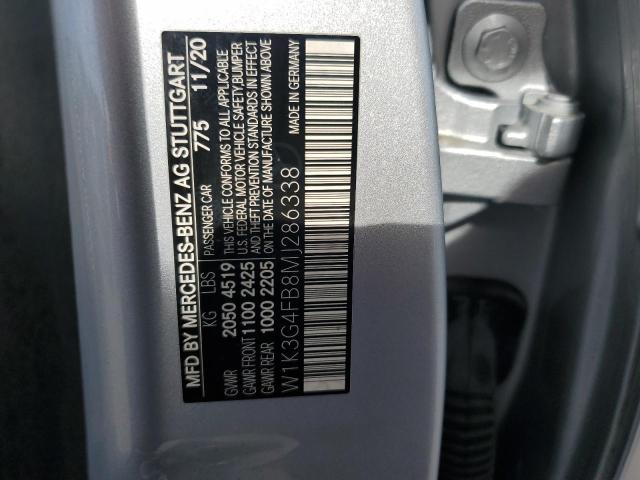 MFD BY MERCEDES-BENZ AG STUTTGART
KG LBS PASSENGER CAR 775 11/20
GVWR 2050 4519 THIS VEHICLE CONFORMS TO ALL APPLICABLE
U.S. FEDERAL MOTOR VEHICLE SAFETY,BUMPER
GAWR FRONT 1100 2425 AND THEFT PREVENTION STANDARDS IN EFFECT
GAWR REAR 1000 2205 ON THE DATE OF MANUFACTURE SHOWN ABOVE
W1K3G4FB8MJ286338 MADE IN GERMANY